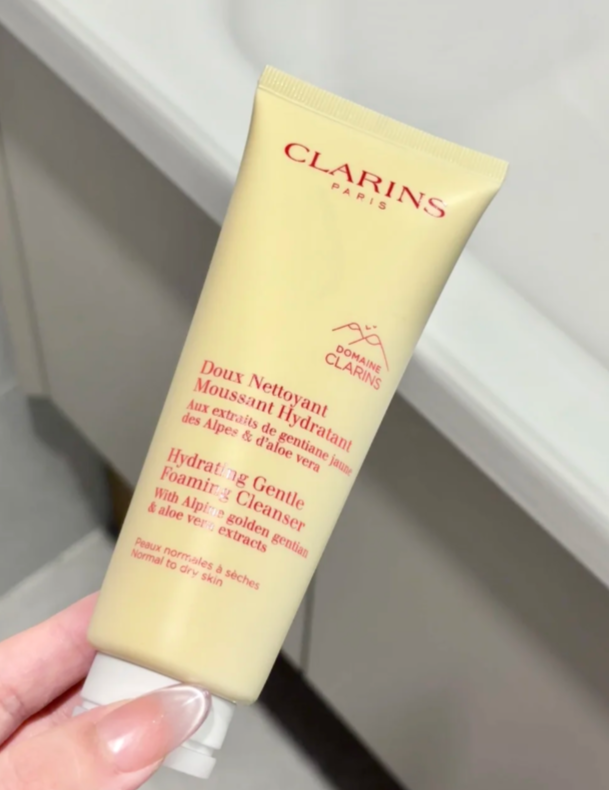 CLARINS
PARIS
DOMAINE
CLARINS
Doux Nettoyant
Moussant Hydratant
Aux extraits de gentiane jaune
des Alpes & d'aloe vera
Hydrating Gentle
Foaming Cleanser
With Alpine golden gentian
& aloe vera extracts
Peaux normales à sèches
Normal to dry skin